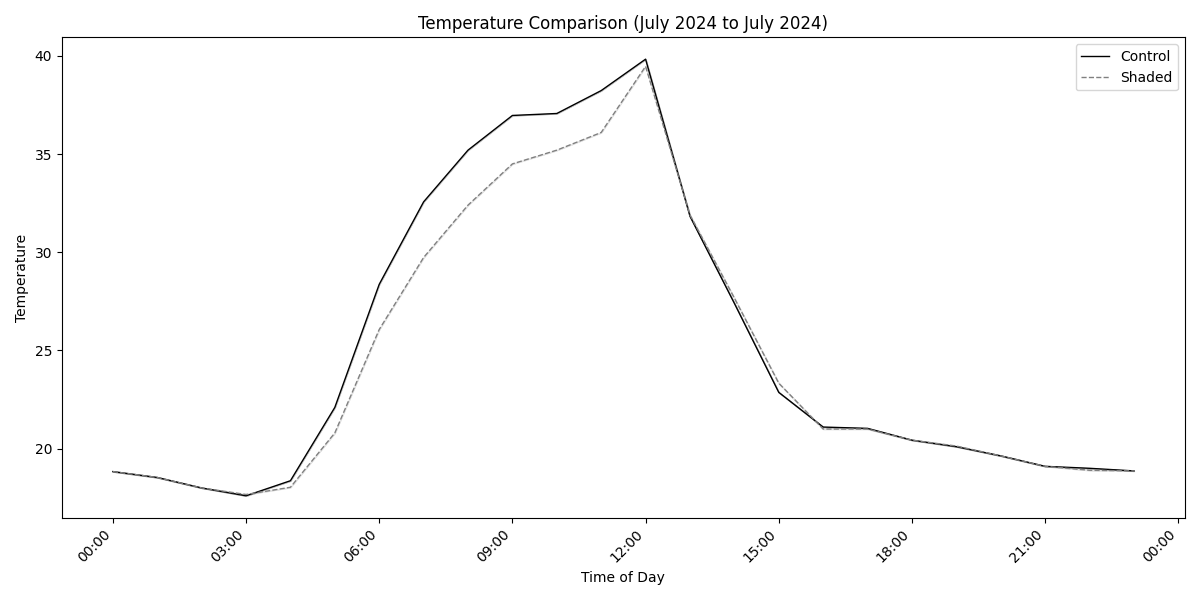 Temperature Comparison (July 2024 to July 2024)
Control
Shaded
Temperature
40
35
30
25
20
00:00 03:00 06:00 09:00 12:00 15:00 18:00 21:00 00:00
Time of Day